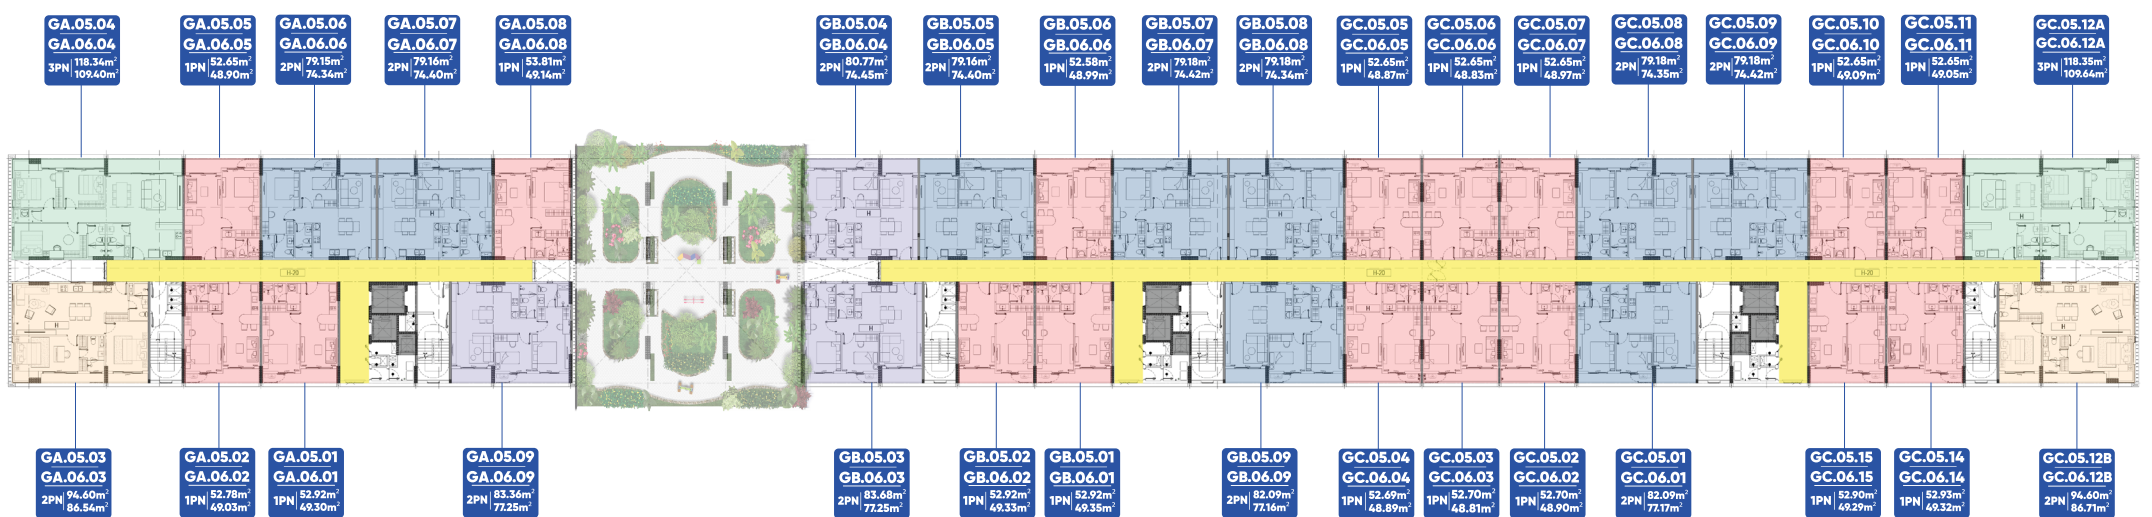 GA.05.04
GA.06.04
3PN 118.34m²
109.40m²
GA.05.05
GA.06.05
1PN 52.65m²
48.90m²
GA.05.06
GA.06.06
2PN 79.15m²
74.34m²
GA.05.07
GA.06.07
2PN 79.16m²
74.40m²
GA.05.08
GA.06.08
1PN 53.81m²
49.14m²
GB.05.04
GB.06.04
2PN 80.77m²
74.45m²
GB.05.05
GB.06.05
2PN 79.16m²
74.40m²
GB.05.06
GB.06.06
1PN 52.58m²
48.99m²
GB.05.07
GB.06.07
2PN 79.18m²
74.42m²
GB.05.08
GB.06.08
2PN 79.18m²
74.34m²
GC.05.05
GC.06.05
1PN 52.65m²
48.87m²
GC.05.06
GC.06.06
1PN 52.65m²
48.83m²
GC.05.07
GC.06.07
1PN 52.65m²
48.97m²
GC.05.08
GC.06.08
2PN 79.18m²
74.35m²
GC.05.09
GC.06.09
2PN 79.18m²
74.42m²
GC.05.10
GC.06.10
1PN 52.65m²
49.09m²
GC.05.11
GC.06.11
1PN 52.65m²
49.05m²
GC.05.12A
GC.06.12A
3PN 118.35m²
109.64m²
H
H
H
H-20
H-20
H-20
H
H
H
H
H
GA.05.03
GA.06.03
2PN 94.60m²
86.54m²
GA.05.02
GA.06.02
1PN 52.78m²
49.03m²
GA.05.01
GA.06.01
1PN 52.92m²
49.30m²
GA.05.09
GA.06.09
2PN 83.36m²
77.25m²
GB.05.03
GB.06.03
2PN 83.68m²
77.25m²
GB.05.02
GB.06.02
1PN 52.92m²
49.33m²
GB.05.01
GB.06.01
1PN 52.92m²
49.35m²
GB.05.09
GB.06.09
2PN 82.09m²
77.16m²
GC.05.04
GC.06.04
1PN 52.69m²
48.89m²
GC.05.03
GC.06.03
1PN 52.70m²
48.81m²
GC.05.02
GC.06.02
1PN 52.70m²
48.90m²
GC.05.01
GC.06.01
2PN 82.09m²
77.17m²
GC.05.15
GC.06.15
1PN 52.90m²
49.29m²
GC.05.14
GC.06.14
1PN 52.93m²
49.32m²
GC.05.12B
GC.06.12B
2PN 94.60m²
86.71m²